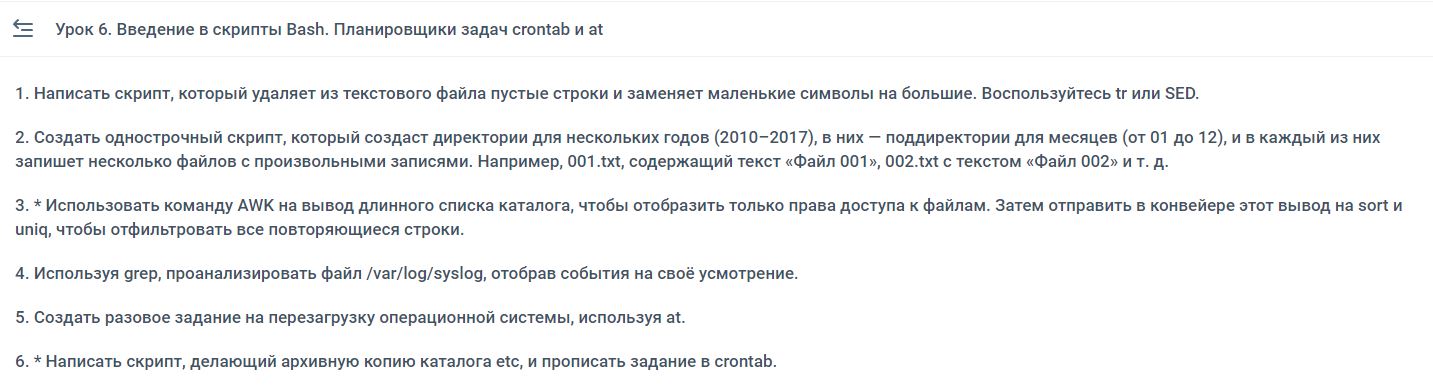 Урок 6. Введение в скрипты Bash. Планировщики задач crontab и at
1. Написать скрипт, который удаляет из текстового файла пустые строки и заменяет маленькие символы на большие. Воспользуйтесь tr или SED.
2. Создать однострочный скрипт, который создаст директории для нескольких годов (2010–2017), в них — поддиректории для месяцев (от 01 до 12), и в каждый из них
запишет несколько файлов с произвольными записями. Например, 001.txt, содержащий текст «Файл 001», 002.txt с текстом «Файл 002» и т. д.
3. * Использовать команду AWK на вывод длинного списка каталога, чтобы отобразить только права доступа к файлам. Затем отправить в конвейере этот вывод на sort и
uniq, чтобы отфильтровать все повторяющиеся строки.
4. Используя grep, проанализировать файл /var/log/syslog, отобрав события на своё усмотрение.
5. Создать разовое задание на перезагрузку операционной системы, используя at.
6. * Написать скрипт, делающий архивную копию каталога etc, и прописать задание в crontab.